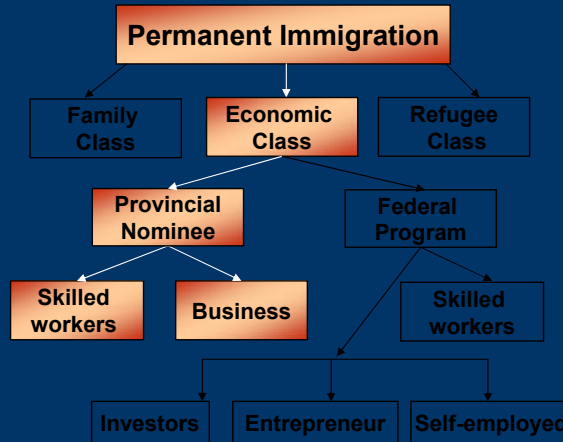 Permanent Immigration
Family
Class
Economic
Class
Refugee
Class
Provincial
Nominee
Federal
Program
Skilled
workers
Business
Skilled
workers
Investors
Entrepreneur
Self-employed